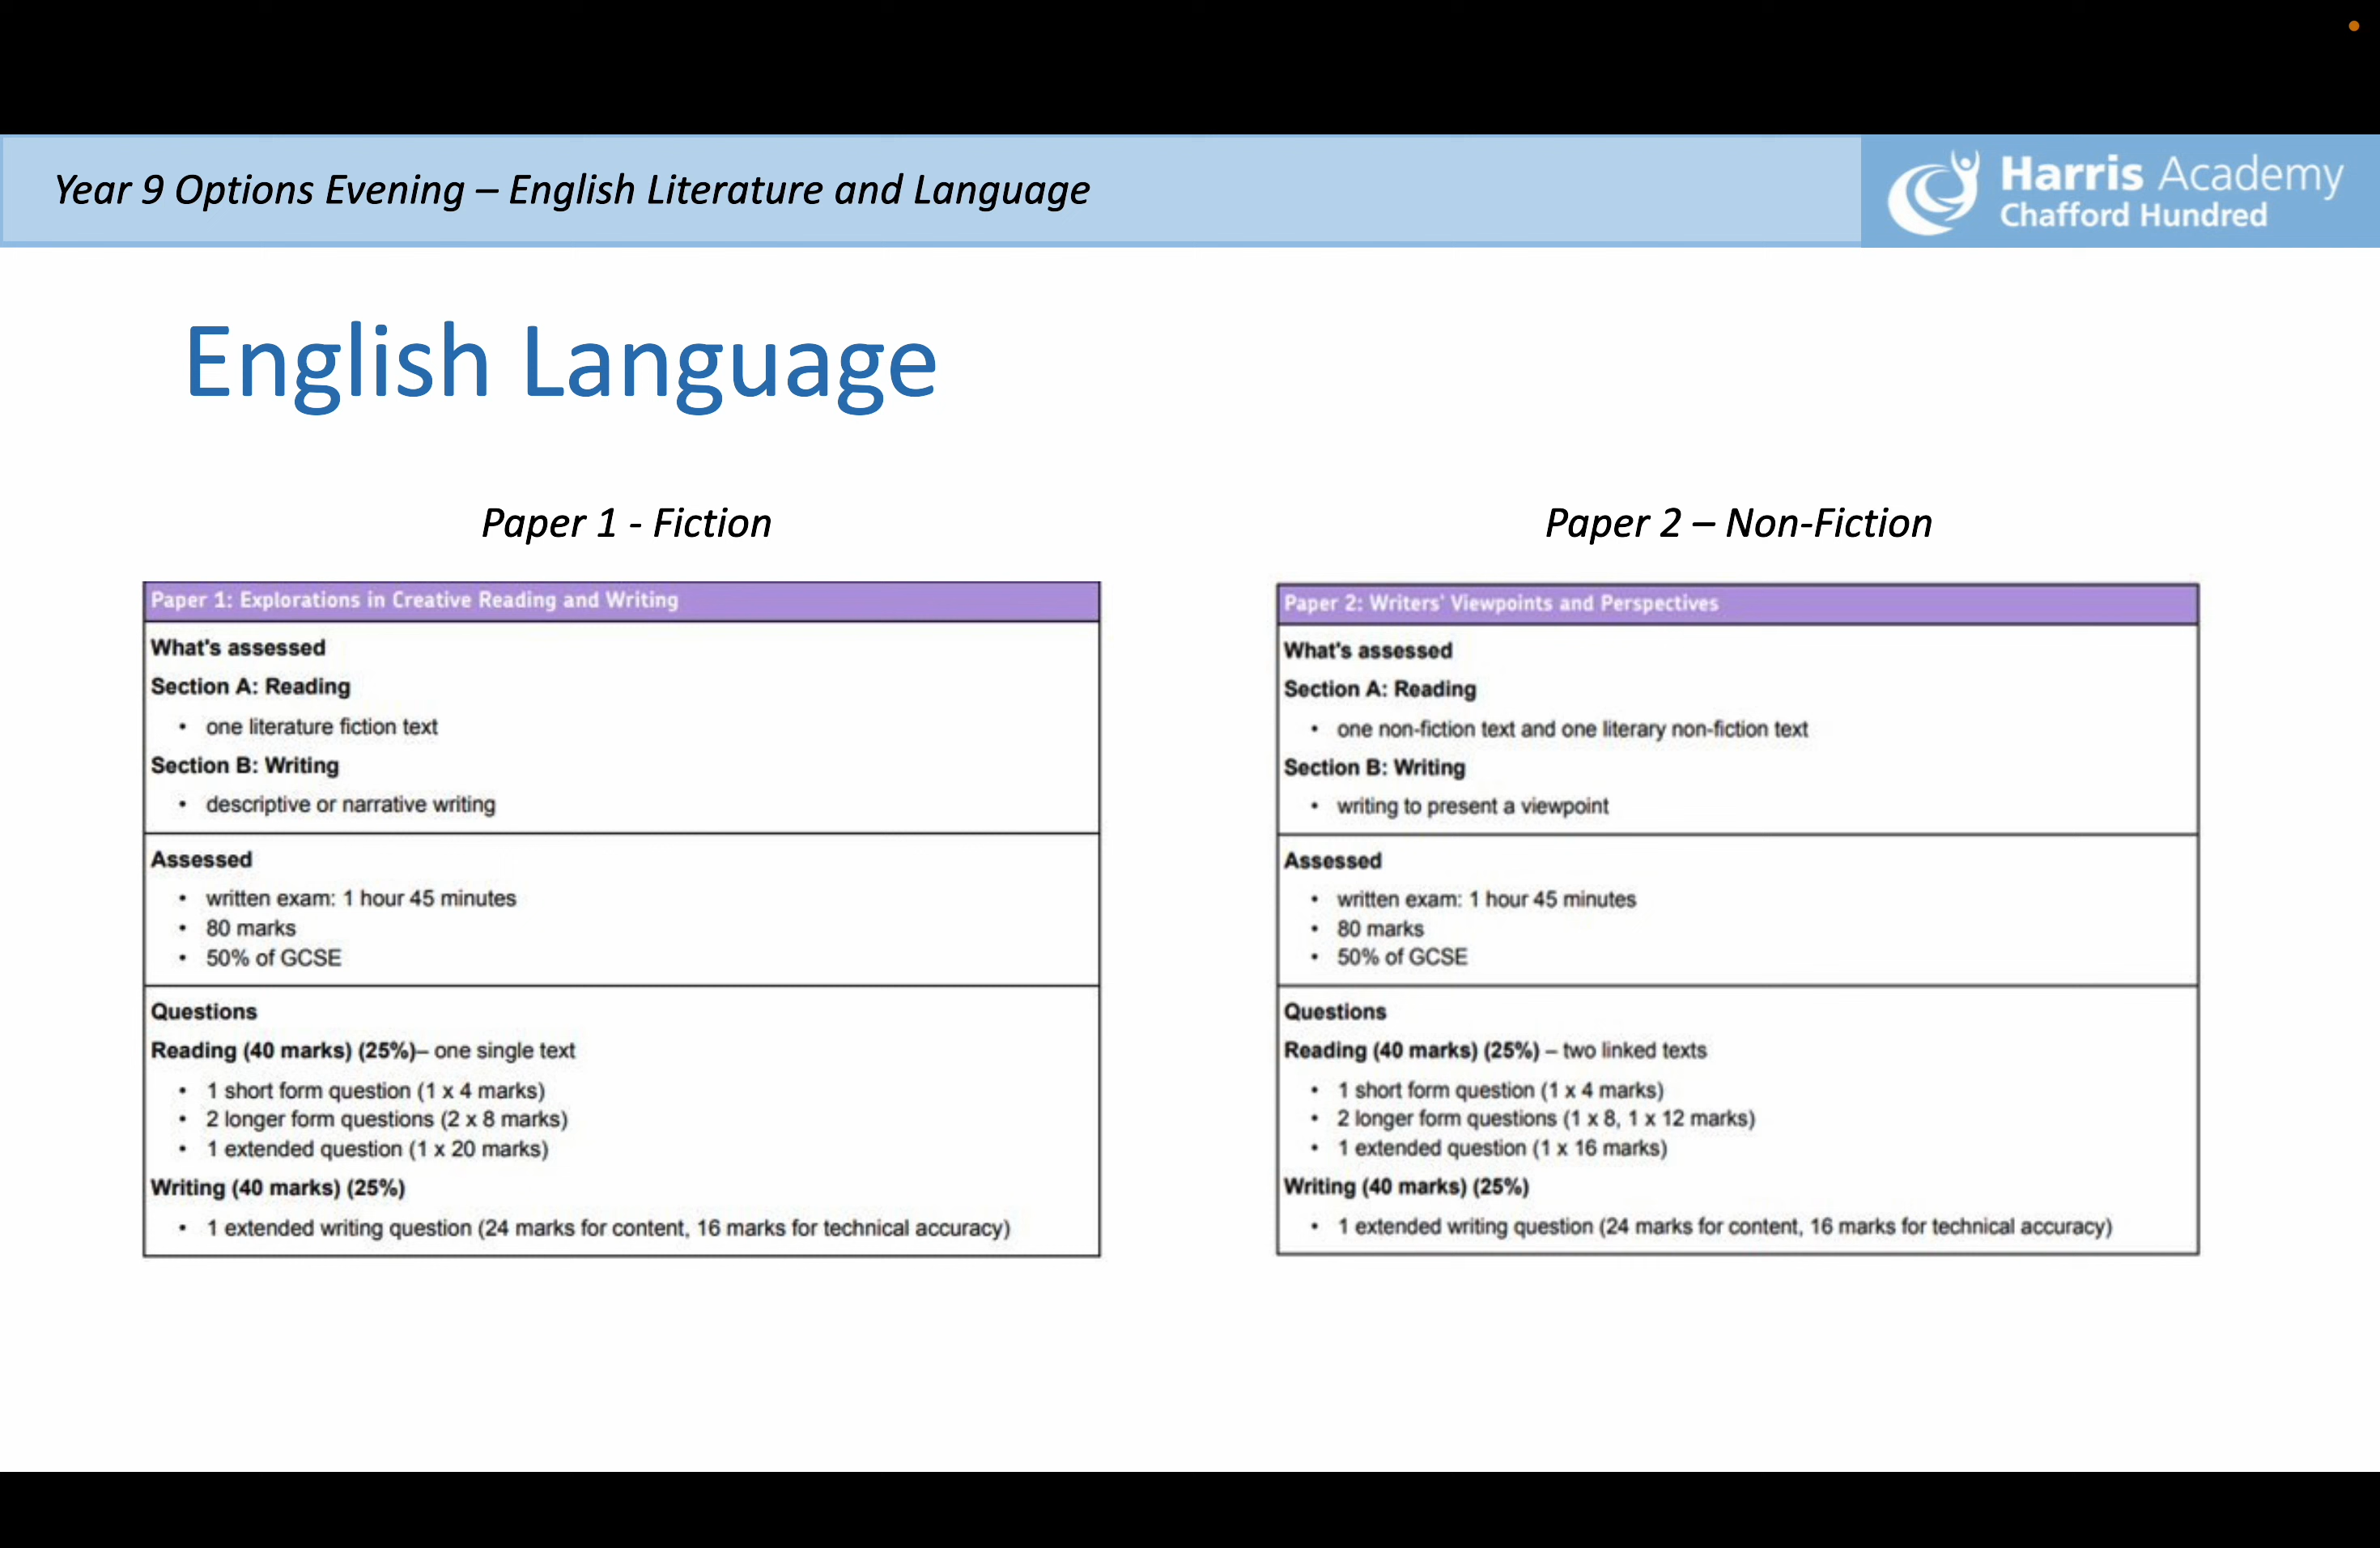 Year 9 Options Evening – English Literature and Language
Harris Academy
Chafford Hundred
English Language
Paper 1 - Fiction
Paper 1: Explorations in Creative Reading and Writing
What's assessed
Section A: Reading
• one literature fiction text
Section B: Writing
• descriptive or narrative writing
Assessed
• written exam: 1 hour 45 minutes
• 80 marks
• 50% of GCSE
Questions
Reading (40 marks) (25%)– one single text
• 1 short form question (1 x 4 marks)
• 2 longer form questions (2 x 8 marks)
• 1 extended question (1 x 20 marks)
Writing (40 marks) (25%)
• 1 extended writing question (24 marks for content, 16 marks for technical accuracy)
Paper 2 – Non-Fiction
Paper 2: Writers' Viewpoints and Perspectives
What's assessed
Section A: Reading
• one non-fiction text and one literary non-fiction text
Section B: Writing
• writing to present a viewpoint
Assessed
• written exam: 1 hour 45 minutes
• 80 marks
• 50% of GCSE
Questions
Reading (40 marks) (25%) – two linked texts
• 1 short form question (1 x 4 marks)
• 2 longer form questions (1 x 8, 1 x 12 marks)
• 1 extended question (1 x 16 marks)
Writing (40 marks) (25%)
• 1 extended writing question (24 marks for content, 16 marks for technical accuracy)